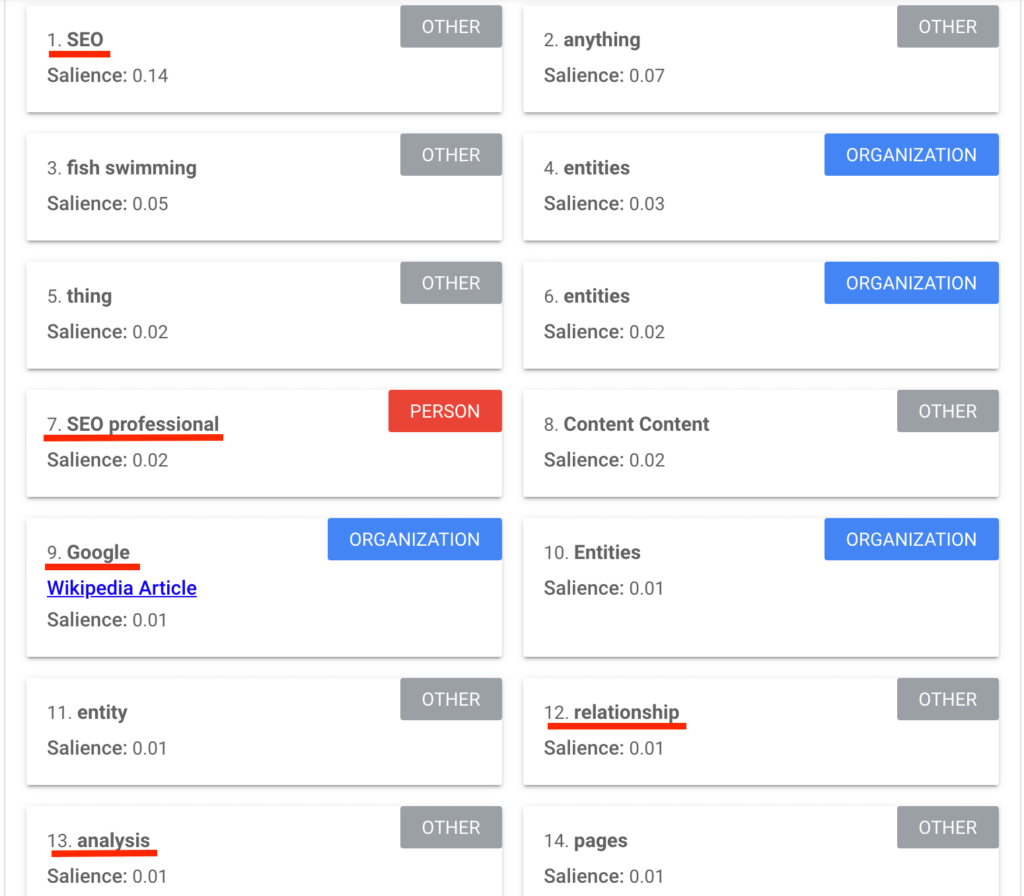 1. SEO
OTHER
Salience: 0.14
2. anything
OTHER
Salience: 0.07
3. fish swimming
OTHER
Salience: 0.05
4. entities
ORGANIZATION
Salience: 0.03
5. thing
OTHER
Salience: 0.02
6. entities
ORGANIZATION
Salience: 0.02
7. SEO professional
PERSON
Salience: 0.02
8. Content Content
OTHER
Salience: 0.02
9. Google
ORGANIZATION
Wikipedia Article
Salience: 0.01
10. Entities
ORGANIZATION
Salience: 0.01
11. entity
OTHER
Salience: 0.01
12. relationship
OTHER
Salience: 0.01
13. analysis
OTHER
Salience: 0.01
14. pages
OTHER
Salience: 0.01